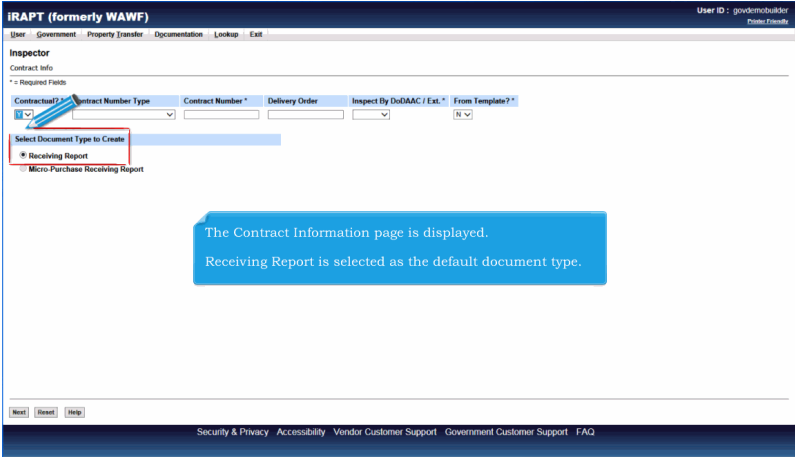 iRAPT (formerly WAWF)
User ID : govdemobuilder
Printer Friendly
User Government Property Transfer Documentation Lookup Exit
Inspector
Contract Info
* = Required Fields
Contractual? * Contract Number Type Contract Number * Delivery Order Inspect By DoDAAC / Ext. * From Template? *
Y N
Select Document Type to Create
Receiving Report
Micro-Purchase Receiving Report
The Contract Information page is displayed.
Receiving Report is selected as the default document type.
Next Reset Help
Security & Privacy Accessibility Vendor Customer Support Government Customer Support FAQ